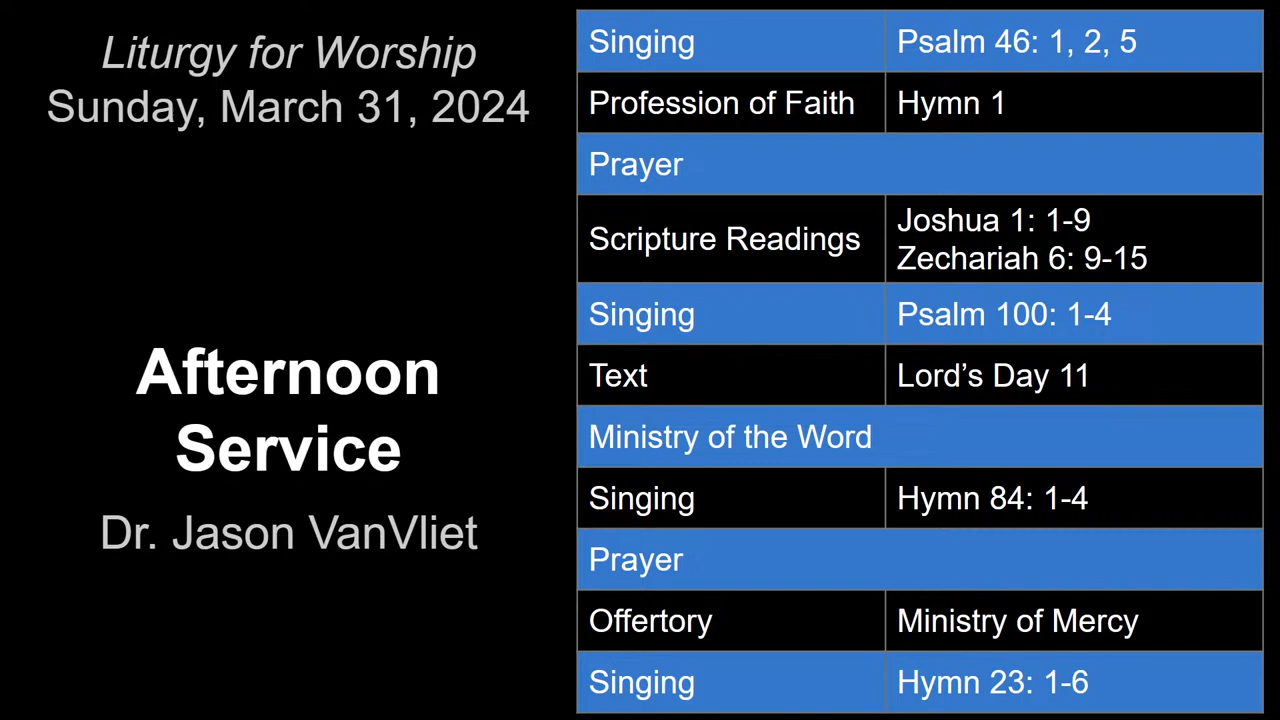 Liturgy for Worship
Sunday, March 31, 2024
Afternoon
Service
Dr. Jason VanVliet
Singing Psalm 46: 1, 2, 5
Profession of Faith Hymn 1
Prayer
Scripture Readings Joshua 1: 1-9
Zechariah 6: 9-15
Singing Psalm 100: 1-4
Text Lord’s Day 11
Ministry of the Word
Singing Hymn 84: 1-4
Prayer
Offertory Ministry of Mercy
Singing Hymn 23: 1-6